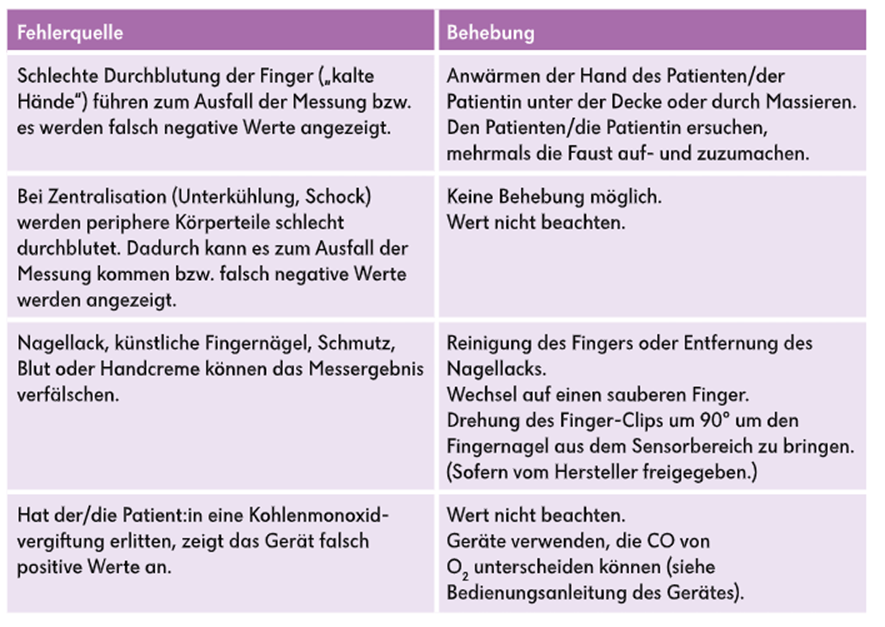 Fehlerquelle
Behebung
Schlechte Durchblutung der Finger („kalte
Hände“) führen zum Ausfall der Messung bzw.
es werden falsch negative Werte angezeigt.
Anwärmen der Hand des Patienten/der
Patientin unter der Decke oder durch Massieren.
Den Patienten/die Patientin ersuchen,
mehrmals die Faust auf- und zuzumachen.
Bei Zentralisation (Unterkühlung, Schock)
werden periphere Körperteile schlecht
durchblutet. Dadurch kann es zum Ausfall der
Messung kommen bzw. falsch negative Werte
werden angezeigt.
Keine Behebung möglich.
Wert nicht beachten.
Nagellack, künstliche Fingernägel, Schmutz,
Blut oder Handcreme können das Messergebnis
verfälschen.
Reinigung des Fingers oder Entfernung des
Nagellacks.
Wechsel auf einen sauberen Finger.
Drehung des Finger-Clips um 90° um den
Fingernagel aus dem Sensorbereich zu bringen.
(Sofern vom Hersteller freigegeben.)
Hat der/die Patient:in eine Kohlenmonoxid-
vergiftung erlitten, zeigt das Gerät falsch
positive Werte an.
Wert nicht beachten.
Geräte verwenden, die CO von
O₂ unterscheiden können (siehe
Bedienungsanleitung des Gerätes).